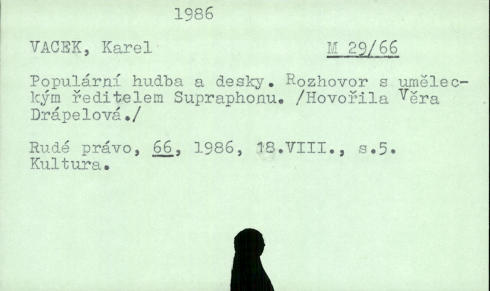 1986
VACEK, Karel M 29/66
Populární hudba a desky. Rozhovor s umělec-
kým ředitelem Supraphonu. /Hovořila Věra
Drápelová./
Rudé právo, 66, 1986, 18.VIII., s.5.
Kultura.